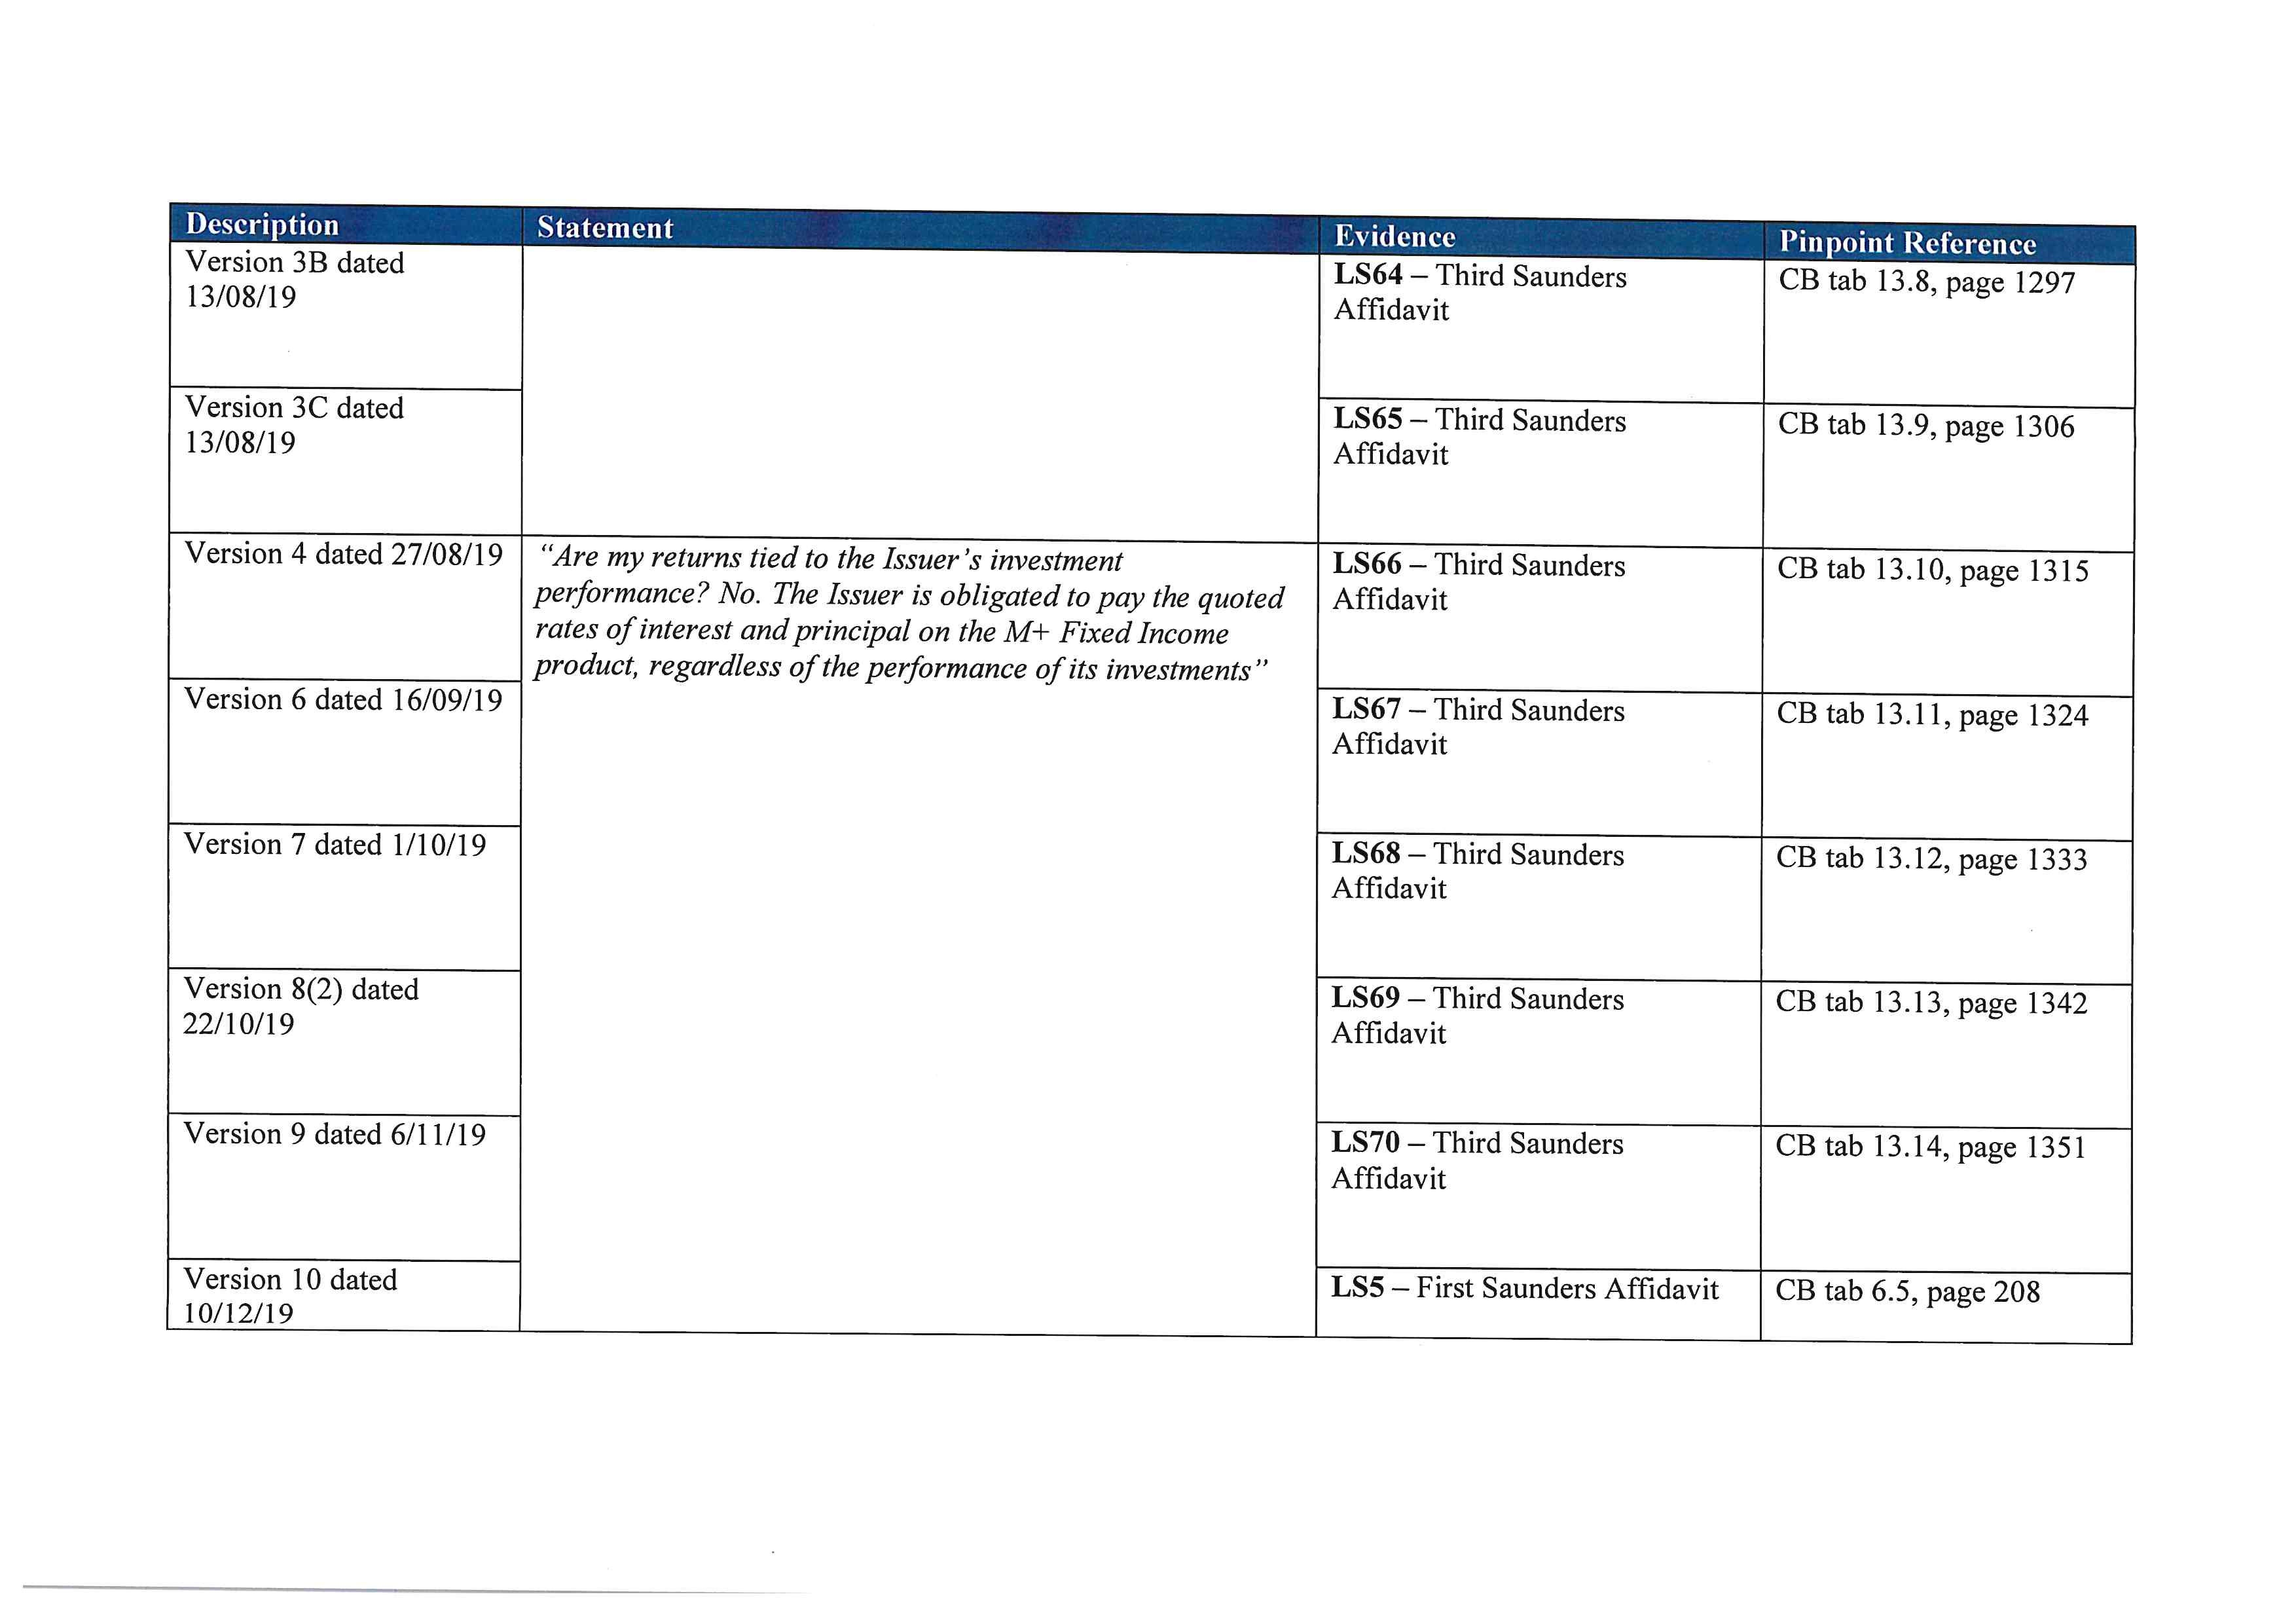 Description Statement Evidence Pinpoint Reference
Version 3B dated
13/08/19
LS64 – Third Saunders
Affidavit
CB tab 13.8, page 1297
Version 3C dated
13/08/19
LS65 – Third Saunders
Affidavit
CB tab 13.9, page 1306
Version 4 dated 27/08/19
“Are my returns tied to the Issuer’s investment
performance? No. The Issuer is obligated to pay the quoted
rates of interest and principal on the M+ Fixed Income
product, regardless of the performance of its investments”
LS66 – Third Saunders
Affidavit
CB tab 13.10, page 1315
Version 6 dated 16/09/19
LS67 – Third Saunders
Affidavit
CB tab 13.11, page 1324
Version 7 dated 1/10/19
LS68 – Third Saunders
Affidavit
CB tab 13.12, page 1333
Version 8(2) dated
22/10/19
LS69 – Third Saunders
Affidavit
CB tab 13.13, page 1342
Version 9 dated 6/11/19
LS70 – Third Saunders
Affidavit
CB tab 13.14, page 1351
Version 10 dated
10/12/19
LS5 – First Saunders Affidavit
CB tab 6.5, page 208